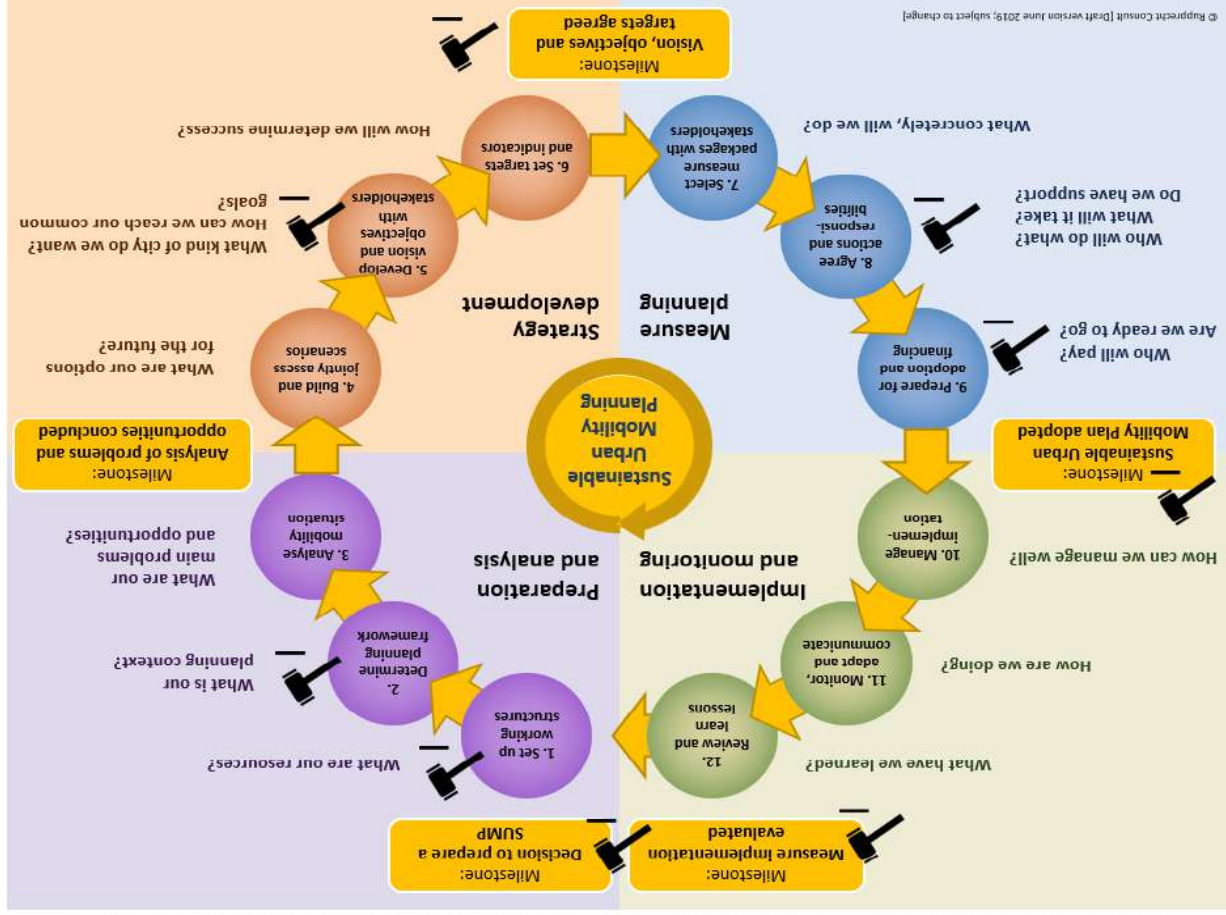 Milestone:
Measure Implementation
evaluated
Milestone:
Decision to prepare a
SUMP
What have we learned?
12.
Review and
learn
lessons
1. Set up
working
structures
What are our resources?
How are we doing?
11. Monitor,
adapt and
communicate
2.
Determine
planning
framework
What is our
planning context?
Implementation
and monitoring
Preparation
and analysis
How can we manage well?
10. Manage
implemen-
tation
3. Analyse
mobility
situation
What are our
main problems
and opportunities?
Milestone:
Sustainable Urban
Mobility Plan adopted
Sustainable
Urban
Mobility
Planning
Milestone:
Analysis of problems and
opportunities concluded
Who will pay?
Are we ready to go?
9. Prepare for
adoption and
financing
4. Build and
jointly assess
scenarios
What are our options
for the future?
Measure
planning
Strategy
development
Who will do what?
What will it take?
Do we have support?
8. Agree
actions and
responsi-
bilities
5. Develop
vision and
objectives
with
stakeholders
What kind of city do we want?
How can we reach our common
goals?
What concretely, will we do?
7. Select
measure
packages with
stakeholders
6. Set targets
and indicators
How will we determine success?
Milestone:
Vision, objectives and
targets agreed
© Rupprecht Consult [Draft version June 2019; subject to change]